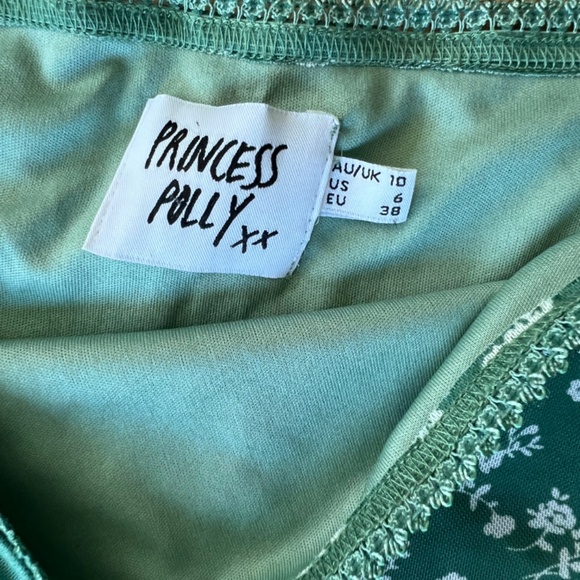 PRINCESS
POLLY xx
AU/UK 10
US 6
EU 38